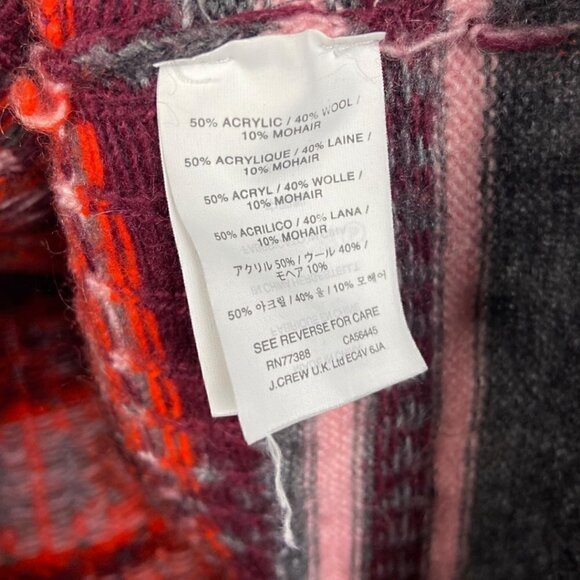 50% ACRYLIC / 40% WOOL /
10% MOHAIR
50% ACRYLIQUE / 40% LAINE /
10% MOHAIR
50% ACRYL / 40% WOLLE /
10% MOHAIR
50% ACRILICO / 40% LANA /
10% MOHAIR
アクリル 50% / ウール 40% /
モヘア 10%
50% 아크릴 / 40% 울 / 10% 모헤어
SEE REVERSE FOR CARE
RN77388 CA56445
J.CREW U.K. Ltd EC4V 6JA